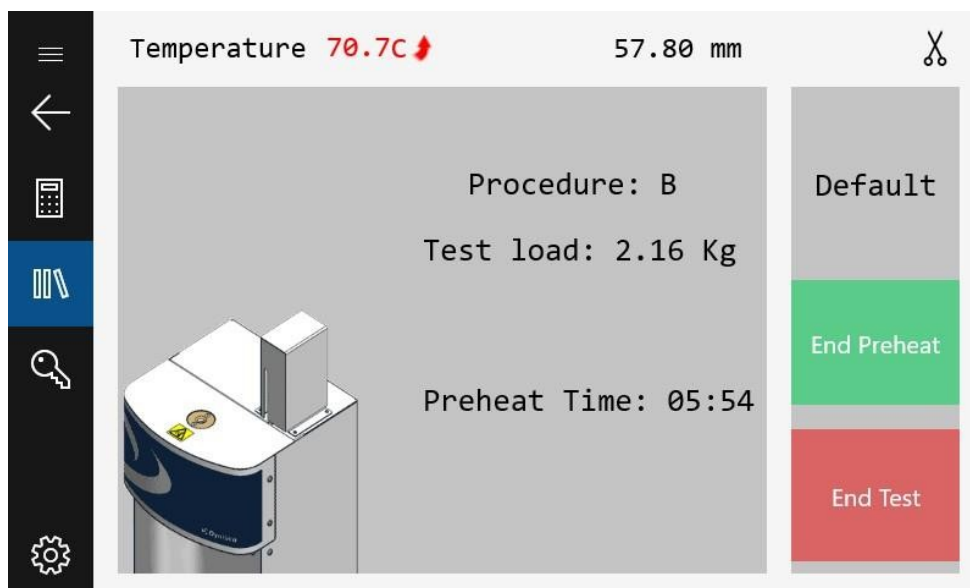 Temperature 70.7C 57.80 mm
Procedure: B
Test load: 2.16 Kg
Preheat Time: 05:54
Default
End Preheat
End Test
Dynisco